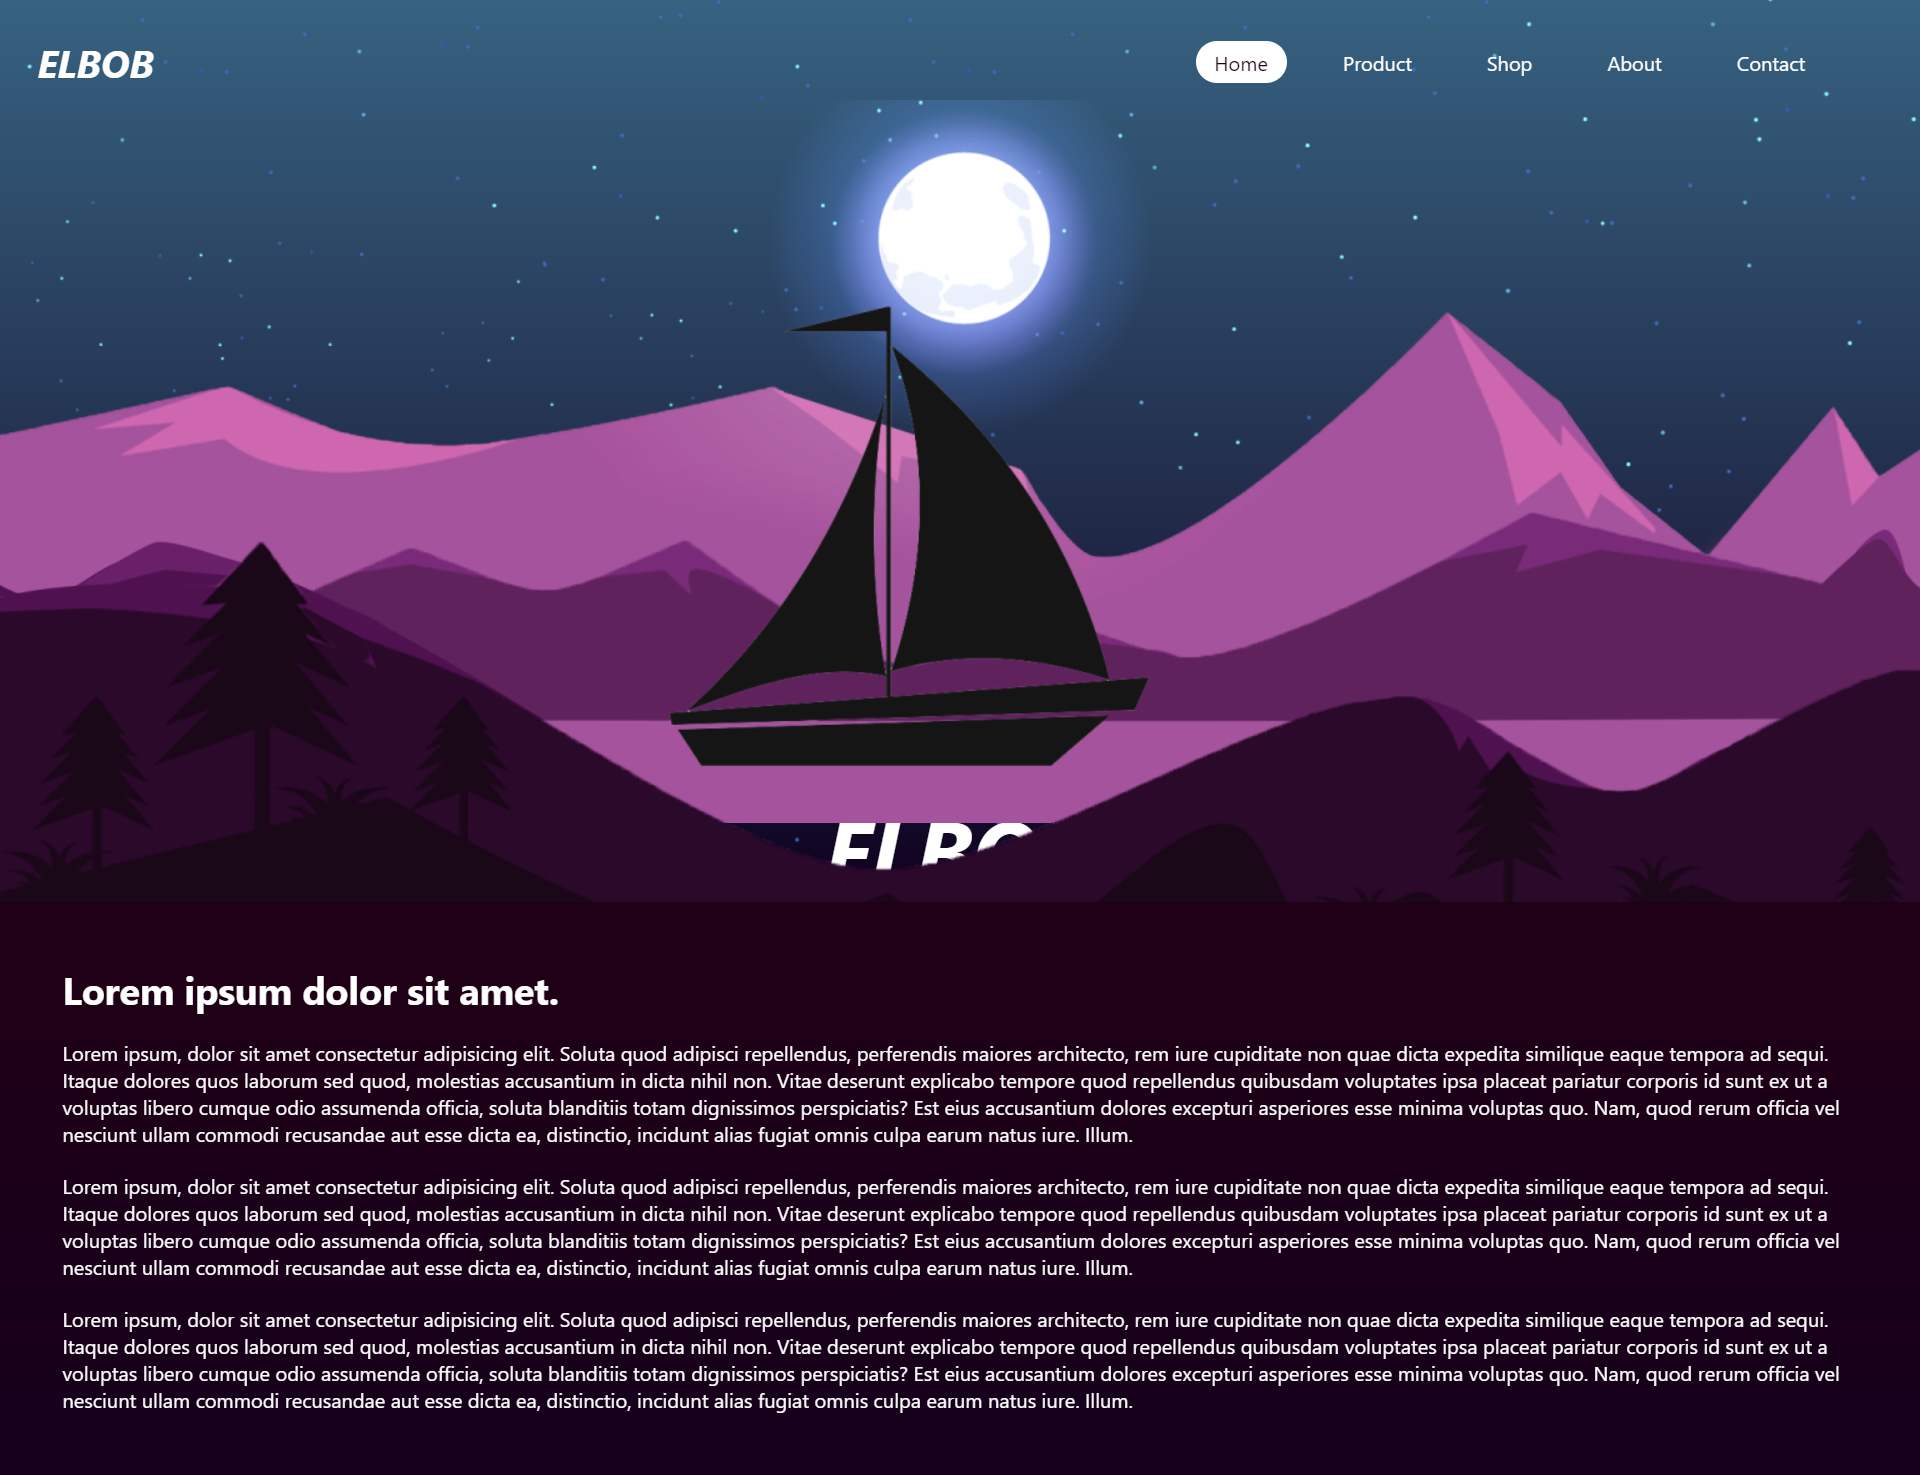 ELBOB
Home Product Shop About Contact
Lorem ipsum dolor sit amet.
Lorem ipsum, dolor sit amet consectetur adipisicing elit. Soluta quod adipisci repellendus, perferendis maiores architecto, rem iure cupiditate non quae dicta expedita similique eaque tempora ad sequi.
Itaque dolores quos laborum sed quod, molestias accusantium in dicta nihil non. Vitae deserunt explicabo tempore quod repellendus quibusdam voluptates ipsa placeat pariatur corporis id sunt ex ut a
voluptas libero cumque odio assumenda officia, soluta blanditiis totam dignissimos perspiciatis? Est eius accusantium dolores excepturi asperiores esse minima voluptas quo. Nam, quod rerum officia vel
nesciunt ullam commodi recusandae aut esse dicta ea, distinctio, incidunt alias fugiat omnis culpa earum natus iure. Illum.
Lorem ipsum, dolor sit amet consectetur adipisicing elit. Soluta quod adipisci repellendus, perferendis maiores architecto, rem iure cupiditate non quae dicta expedita similique eaque tempora ad sequi.
Itaque dolores quos laborum sed quod, molestias accusantium in dicta nihil non. Vitae deserunt explicabo tempore quod repellendus quibusdam voluptates ipsa placeat pariatur corporis id sunt ex ut a
voluptas libero cumque odio assumenda officia, soluta blanditiis totam dignissimos perspiciatis? Est eius accusantium dolores excepturi asperiores esse minima voluptas quo. Nam, quod rerum officia vel
nesciunt ullam commodi recusandae aut esse dicta ea, distinctio, incidunt alias fugiat omnis culpa earum natus iure. Illum.
Lorem ipsum, dolor sit amet consectetur adipisicing elit. Soluta quod adipisci repellendus, perferendis maiores architecto, rem iure cupiditate non quae dicta expedita similique eaque tempora ad sequi.
Itaque dolores quos laborum sed quod, molestias accusantium in dicta nihil non. Vitae deserunt explicabo tempore quod repellendus quibusdam voluptates ipsa placeat pariatur corporis id sunt ex ut a
voluptas libero cumque odio assumenda officia, soluta blanditiis totam dignissimos perspiciatis? Est eius accusantium dolores excepturi asperiores esse minima voluptas quo. Nam, quod rerum officia vel
nesciunt ullam commodi recusandae aut esse dicta ea, distinctio, incidunt alias fugiat omnis culpa earum natus iure. Illum.